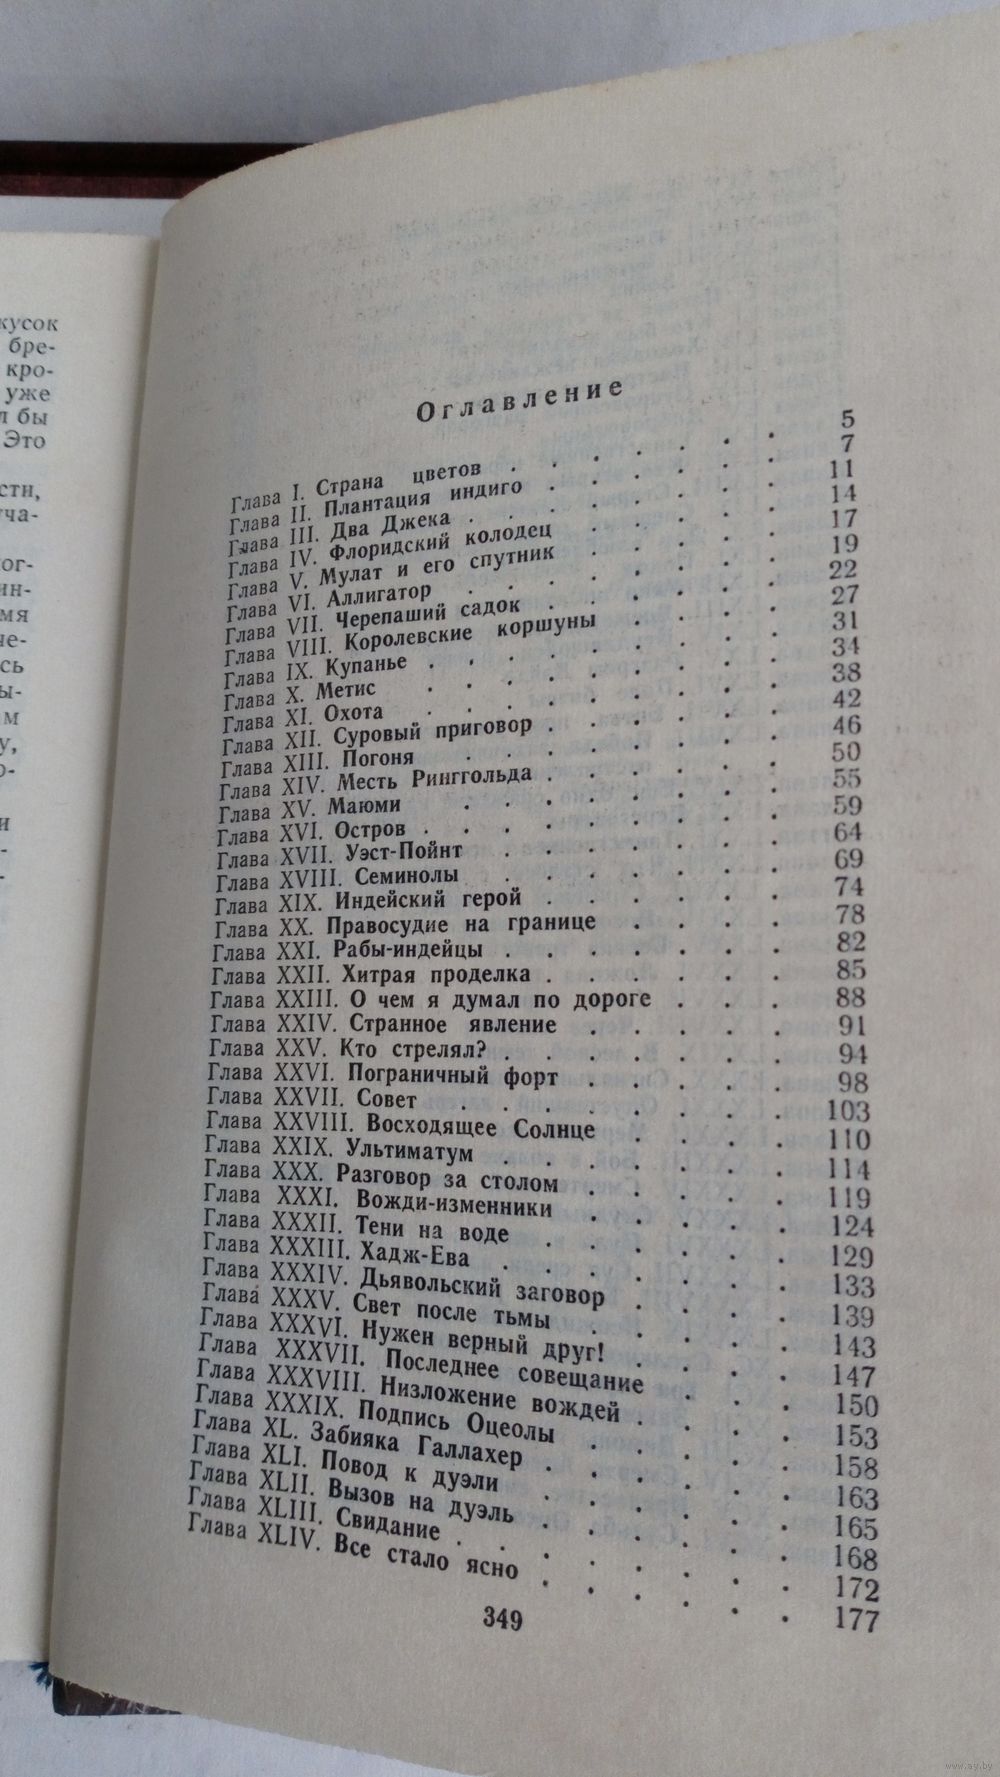 кусок
бре-
кро-
уже
бы
Это
сти,
Оглавление
Глава I. Страна цветов . . . . . . . 5
Глава II. Плантация индиго . . . . . . 7
Глава III. Два Джека . . . . . . . . 11
Глава IV. Флоридский колодец . . . . . 14
Глава V. Мулат и его спутник . . . . . 17
Глава VI. Аллигатор . . . . . . . . 19
Глава VII. Черепаший садок . . . . . . 22
Глава VIII. Королевские коршуны . . . . 27
Глава IX. Купанье . . . . . . . . . 31
Глава X. Метис . . . . . . . . . 34
Глава XI. Охота . . . . . . . . . 38
Глава XII. Суровый приговор . . . . . . 42
Глава XIII. Погоня . . . . . . . . 46
Глава XIV. Месть Ринггольда . . . . . . 50
Глава XV. Маюми . . . . . . . . 55
Глава XVI. Остров . . . . . . . . . 59
Глава XVII. Уэст-Пойнт . . . . . . . 64
Глава XVIII. Семинолы . . . . . . . 69
Глава XIX. Индейский герой . . . . . . 74
Глава XX. Правосудие на границе . . . . 78
Глава XXI. Рабы-индейцы . . . . . . . 82
Глава XXII. Хитрая проделка . . . . . . 85
Глава XXIII. О чем я думал по дороге . . . 88
Глава XXIV. Странное явление . . . . . 91
Глава XXV. Кто стрелял? . . . . . . . 94
Глава XXVI. Пограничный форт . . . . . 98
Глава XXVII. Совет . . . . . . . . 103
Глава XXVIII. Восходящее Солнце . . . . 110
Глава XXIX. Ультиматум . . . . . . . 114
Глава XXX. Разговор за столом . . . . . 119
Глава XXXI. Вожди-изменники . . . . . 124
Глава XXXII. Тени на воде . . . . . . 129
Глава XXXIII. Хадж-Ева . . . . . . . 133
Глава XXXIV. Дьявольский заговор . . . . 139
Глава XXXV. Свет после тьмы . . . . . 143
Глава XXXVI. Нужен верный друг! . . . . 147
Глава XXXVII. Последнее совещание . . . 150
Глава XXXVIII. Низложение вождей . . . . 153
Глава XXXIX. Подпись Оцеолы . . . . . 158
Глава XL. Забияка Галлахер . . . . . . 163
Глава XLI. Повод к дуэли . . . . . . 165
Глава XLII. Вызов на дуэль . . . . . . 168
Глава XLIII. Свидание . . . . . . . . 172
Глава XLIV. Все стало ясно . . . . . . 177
349
www.ay.by